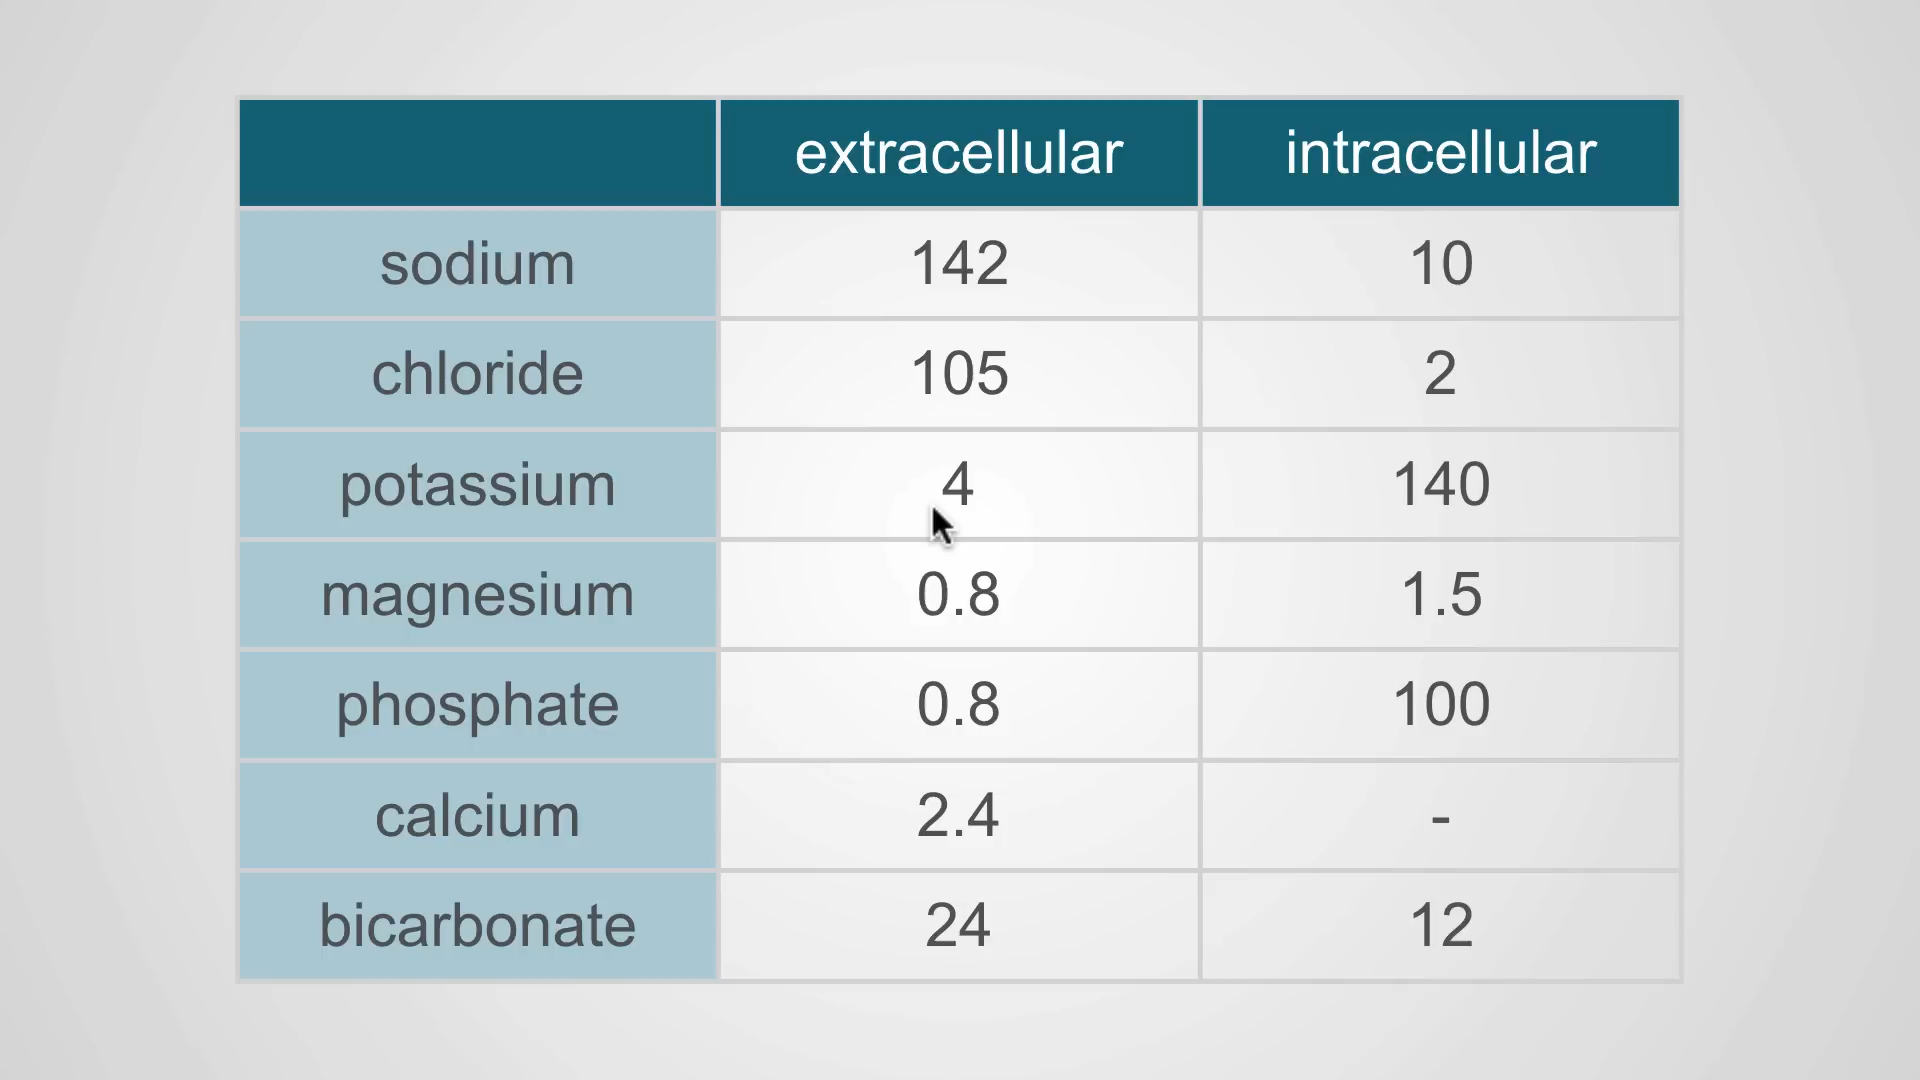 extracellular intracellular
sodium 142 10
chloride 105 2
potassium 4 140
magnesium 0.8 1.5
phosphate 0.8 100
calcium 2.4 -
bicarbonate 24 12